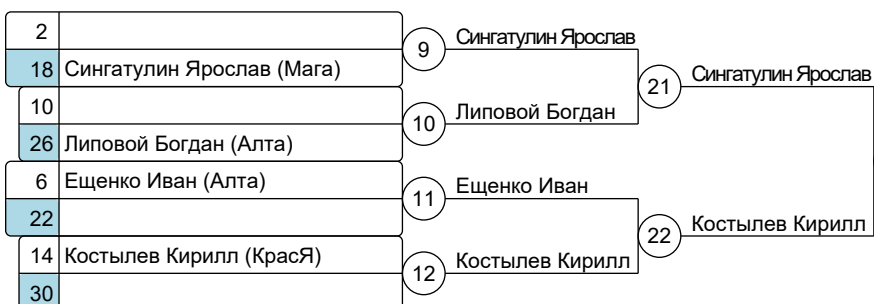 2
18 Сингатулин Ярослав (Мага)
9 Сингатулин Ярослав
21 Сингатулин Ярослав
10
26 Липовой Богдан (Алта)
10 Липовой Богдан
6 Ещенко Иван (Алта)
22
11 Ещенко Иван
22 Костылев Кирилл
14 Костылев Кирилл (КрасЯ)
30
12 Костылев Кирилл